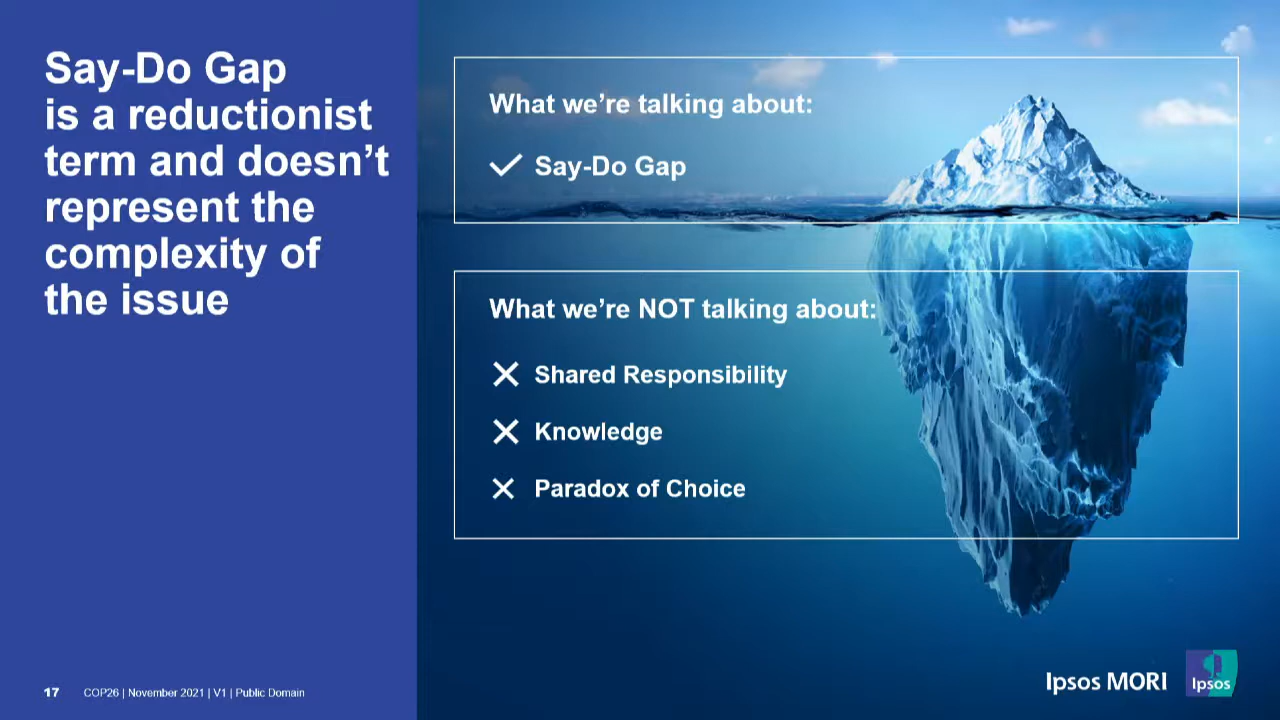 Say-Do Gap
is a reductionist
term and doesn't
represent the
complexity of
the issue
What we're talking about:
Say-Do Gap
What we're NOT talking about:
Shared Responsibility
Knowledge
Paradox of Choice
17 COP26 | November 2021 | V1 | Public Domain
Ipsos MORI
Ipsos